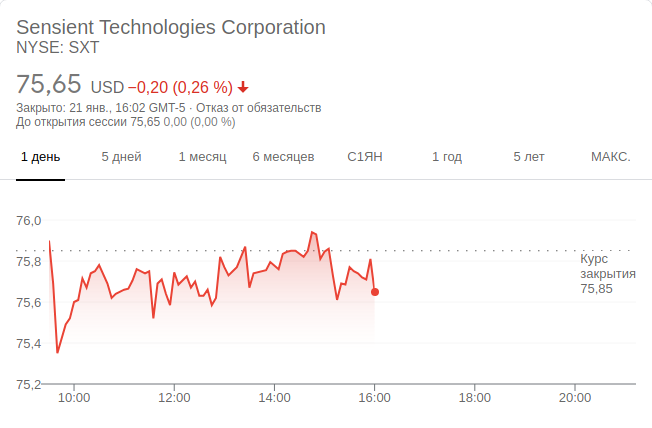 Sensient Technologies Corporation
NYSE: SXT
75,65 USD −0,20 (0,26 %)
Закрыто: 21 янв., 16:02 GMT-5 · Отказ от обязательств
До открытия сессии 75,65 0,00 (0,00 %)
1 день 5 дней 1 месяц 6 месяцев С1ЯН 1 год 5 лет МАКС.
76,0
75,8
75,6
75,4
75,2
Курс
закрытия
75,85
10:00 12:00 14:00 16:00 18:00 20:00